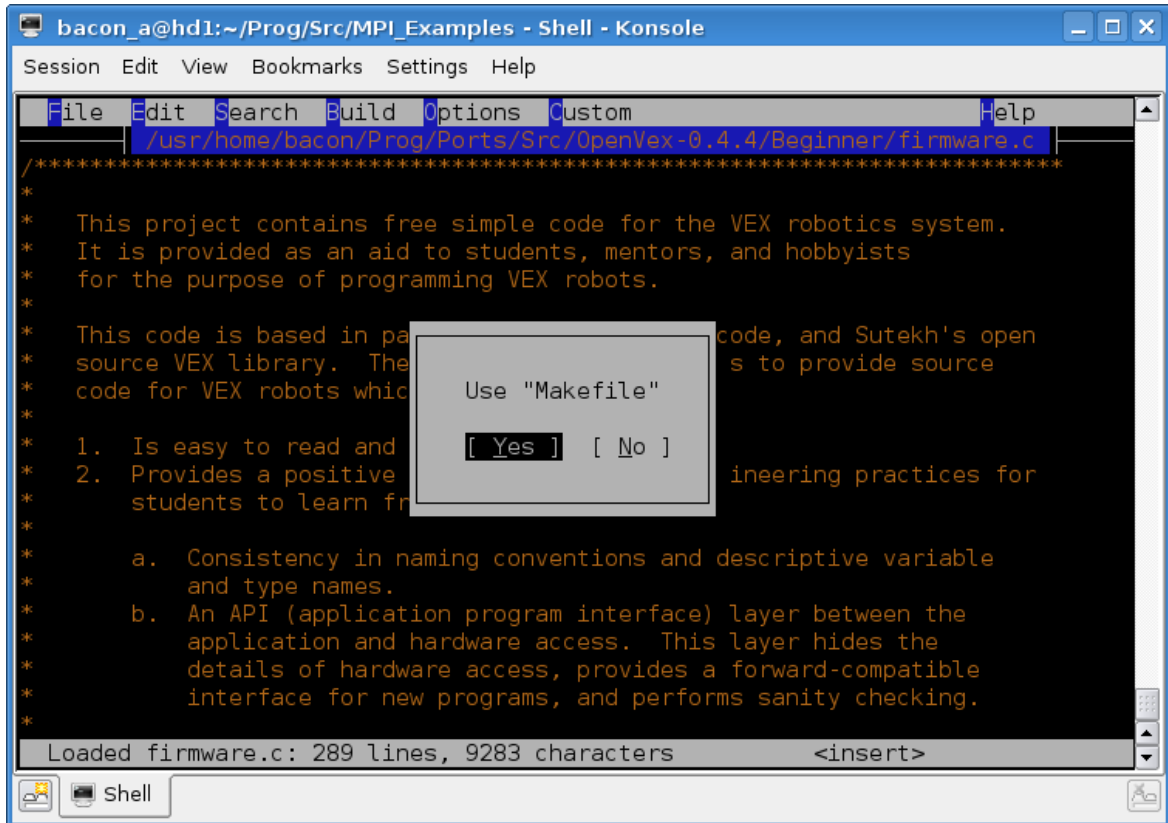 bacon_a@hd1:~/Prog/Src/MPI_Examples - Shell - Konsole
Session Edit View Bookmarks Settings Help
File Edit Search Build Options Custom Help
/usr/home/bacon/Prog/Ports/Src/OpenVex-0.4.4/Beginner/firmware.c
/***************************************************************************
*
* This project contains free simple code for the VEX robotics system.
* It is provided as an aid to students, mentors, and hobbyists
* for the purpose of programming VEX robots.
*
* This code is based in pa code, and Sutekh's open
* source VEX library. The s to provide source
* code for VEX robots whic
*
* 1. Is easy to read and
* 2. Provides a positive ineering practices for
* students to learn fr
*
* a. Consistency in naming conventions and descriptive variable
* and type names.
* b. An API (application program interface) layer between the
* application and hardware access. This layer hides the
* details of hardware access, provides a forward-compatible
* interface for new programs, and performs sanity checking.
*
Use "Makefile"
[ Yes ] [ No ]
Loaded firmware.c: 289 lines, 9283 characters <insert>
Shell